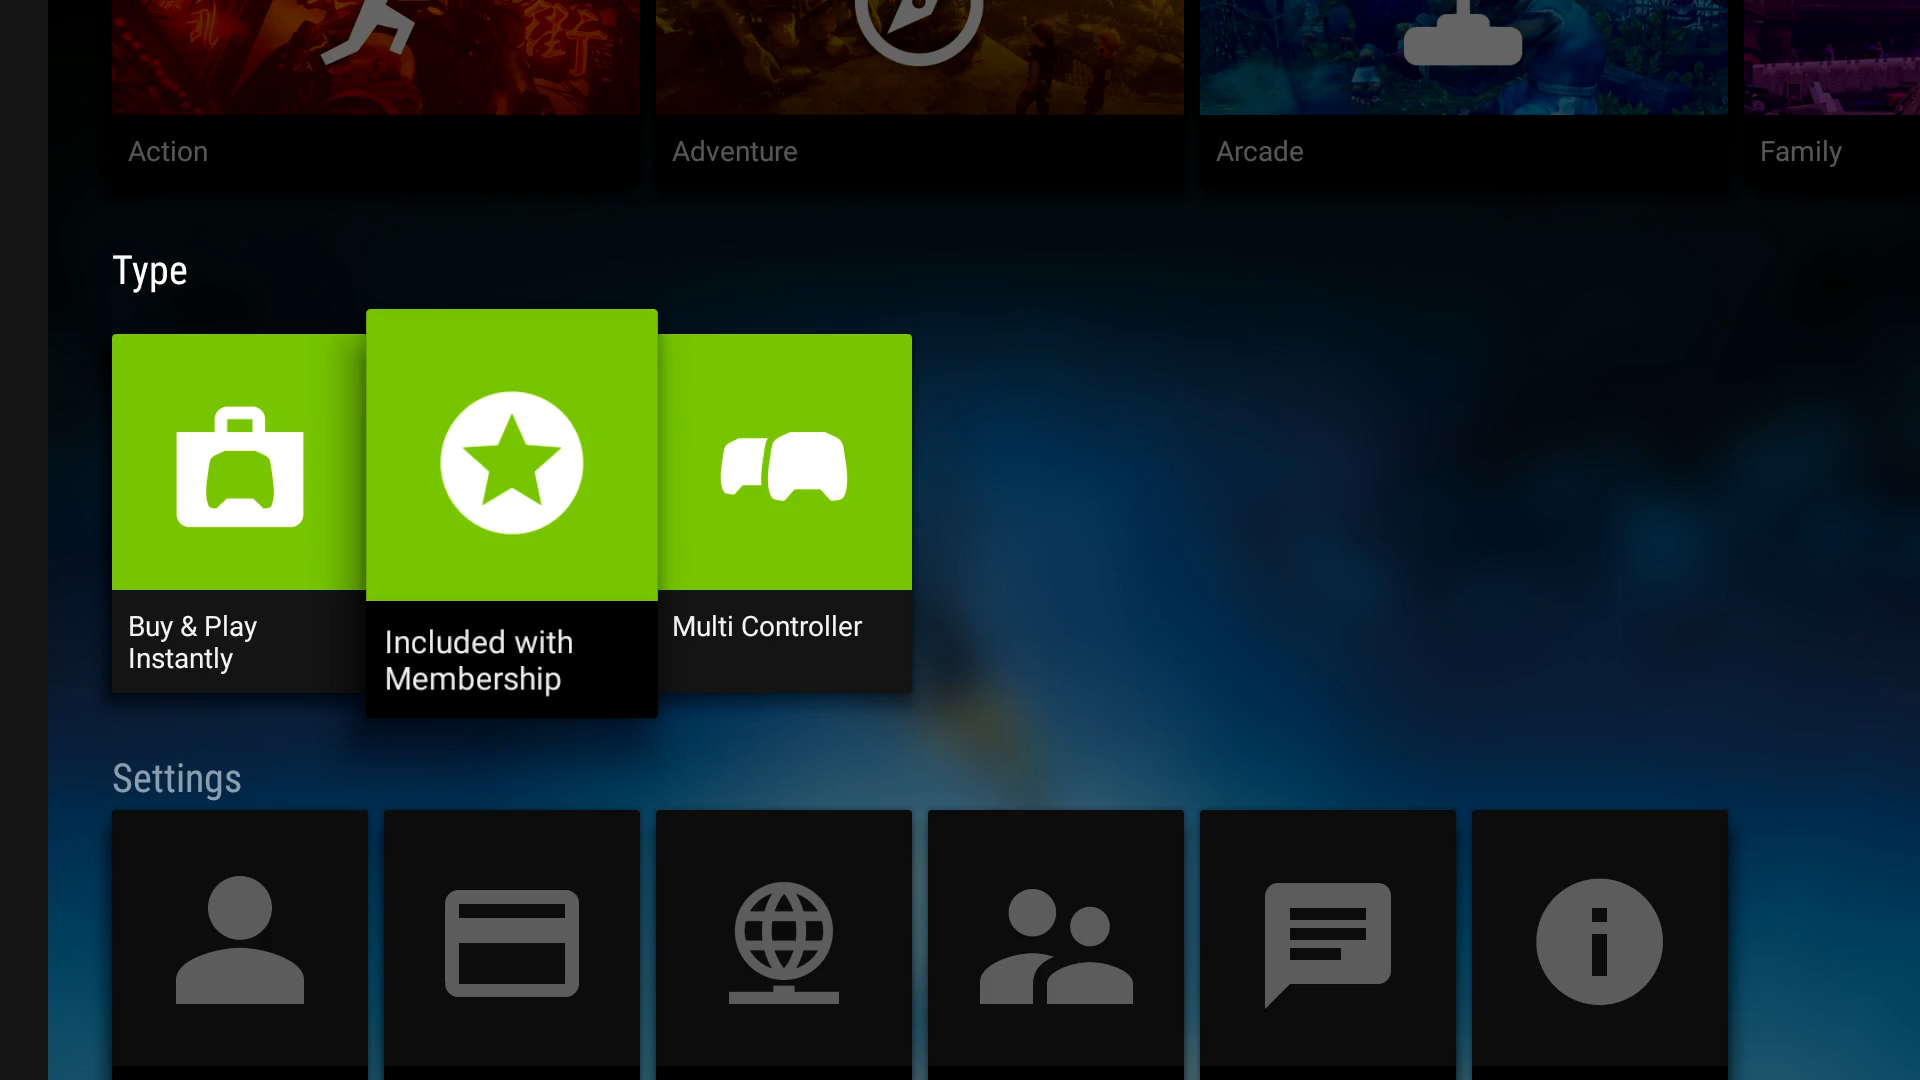 Action
Adventure
Arcade
Family
Type
Buy & Play
Instantly
Included with
Membership
Multi Controller
Settings